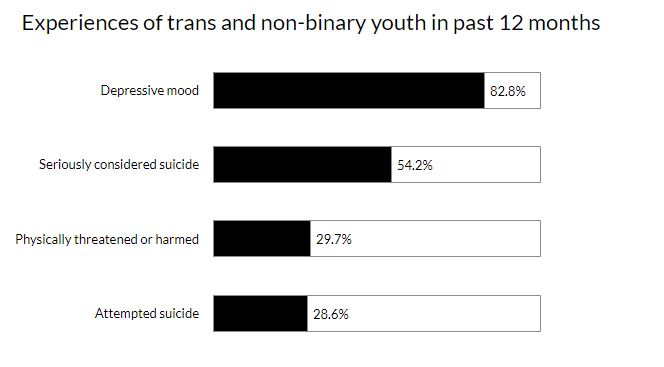 Experiences of trans and non-binary youth in past 12 months
Depressive mood 82.8%
Seriously considered suicide 54.2%
Physically threatened or harmed 29.7%
Attempted suicide 28.6%